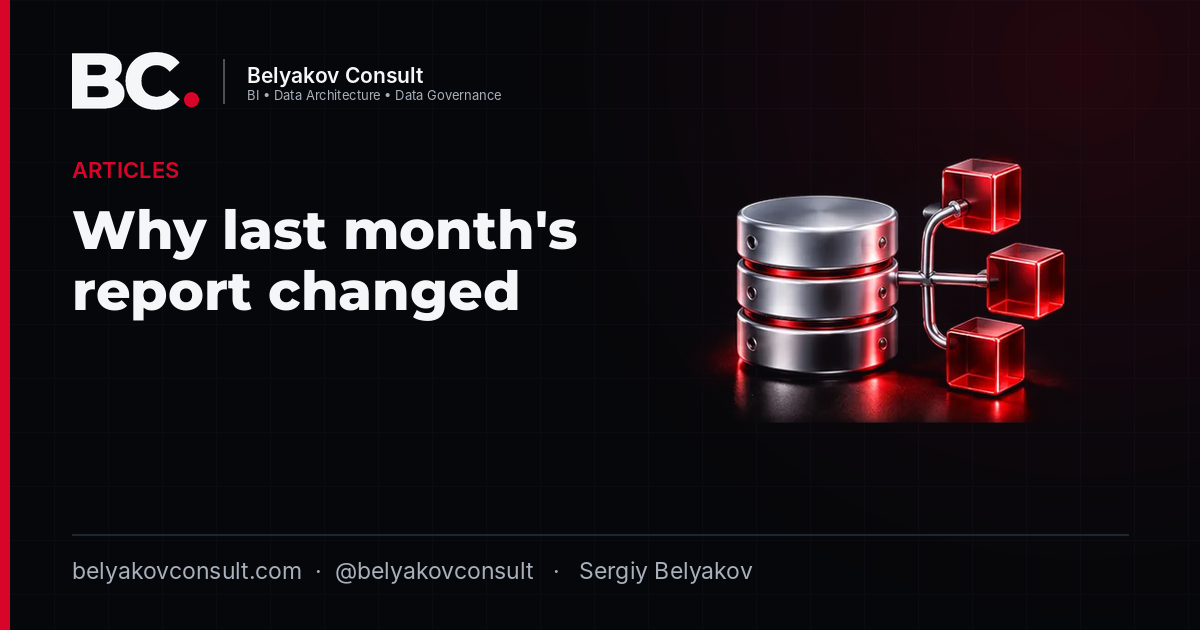 BC.
Belyakov Consult
BI • Data Architecture • Data Governance
ARTICLES
Why last month's
report changed
belyakovconsult.com · @belyakovconsult · Sergiy Belyakov